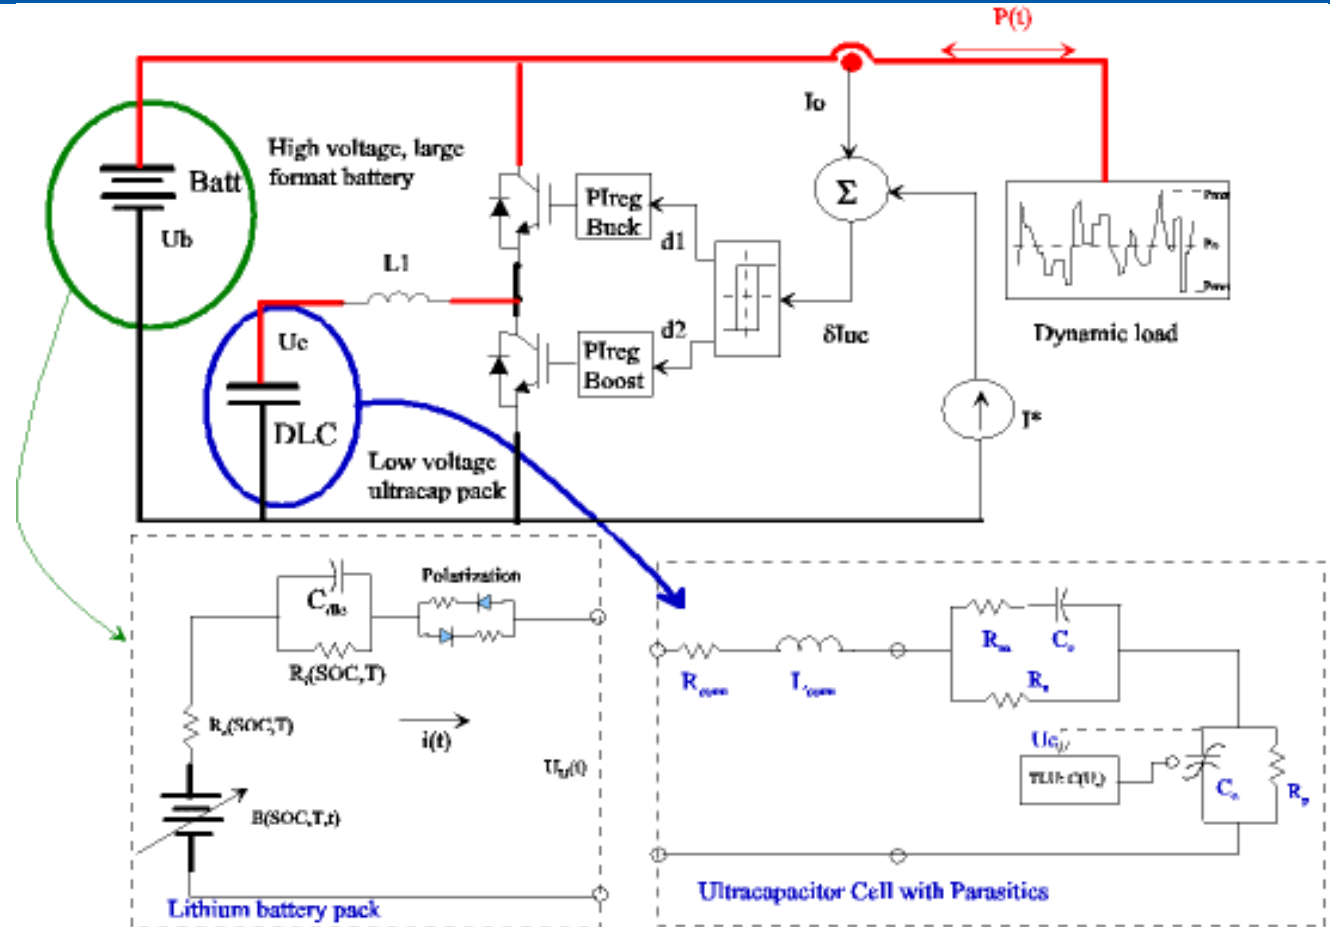 P(t)
Io
High voltage, large
format battery
Batt
Ub
PIreg
Buck
d1
Σ
L1
Uc
d2
PIreg
Boost
δIuc
Dynamic load
I*
DLC
Low voltage
ultracap pack
Polarization
R(SOC,T)
R(SOC,T)
i(t)
E(SOC,T,t)
Lithium battery pack
Ultracapacitor Cell with Parasitics